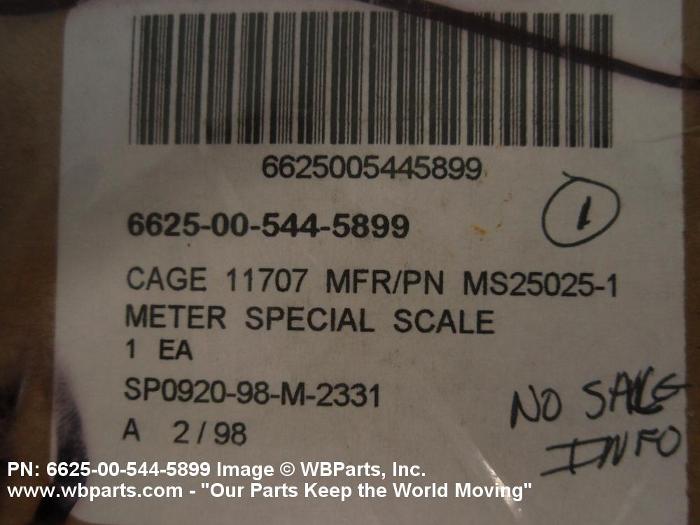 6625005445899
6625-00-544-5899
1
CAGE 11707 MFR/PN MS25025-1
METER SPECIAL SCALE
1 EA
SP0920-98-M-2331
A 2/98
NO SALES
INFO
PN: 6625-00-544-5899 Image © WBParts, Inc.
www.wbparts.com - "Our Parts Keep the World Moving"